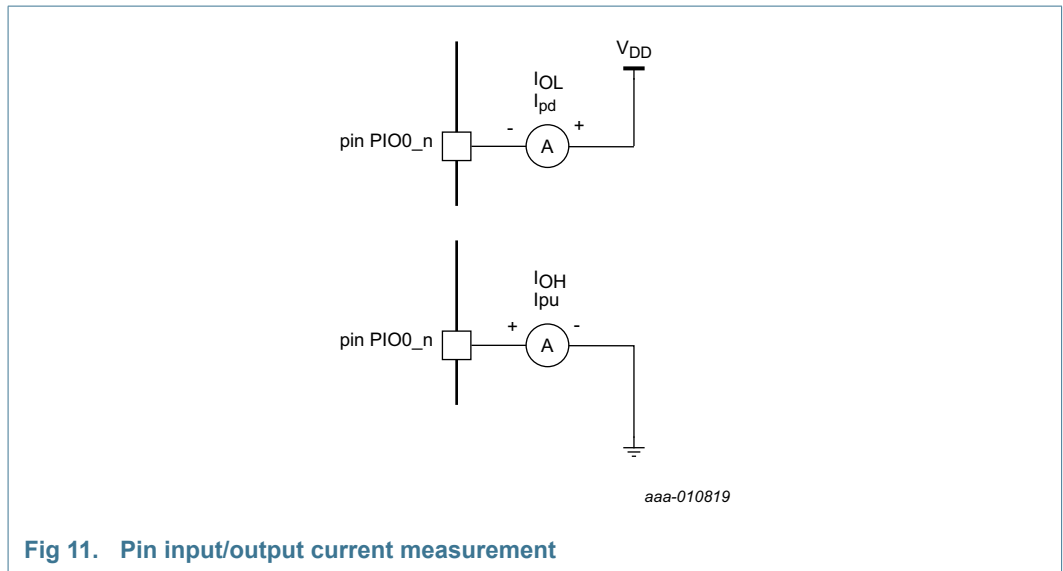 VDD
IOL
Ipd
- +
pin PIO0_n A
IOH
Ipu
+ -
pin PIO0_n A
aaa-010819
Fig 11. Pin input/output current measurement